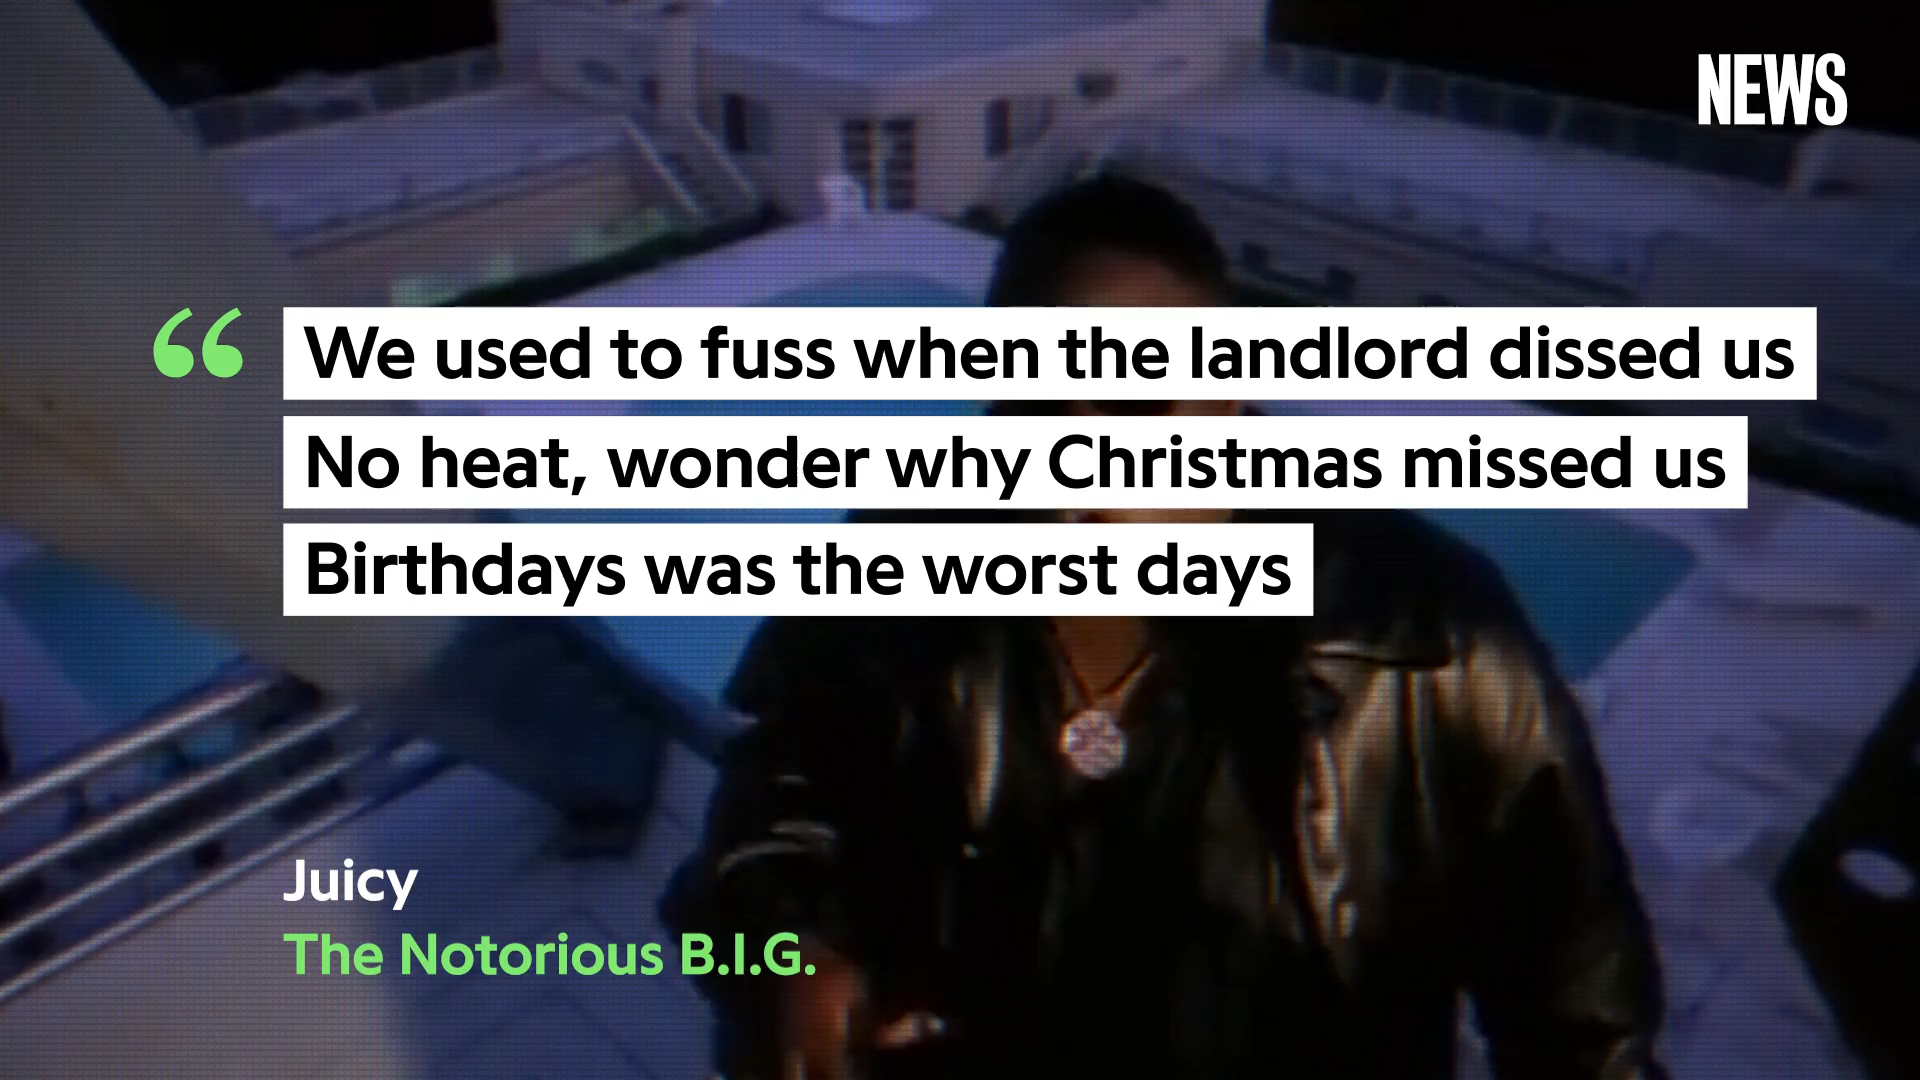 NEWS
“We used to fuss when the landlord dissed us
No heat, wonder why Christmas missed us
Birthdays was the worst days
Juicy
The Notorious B.I.G.